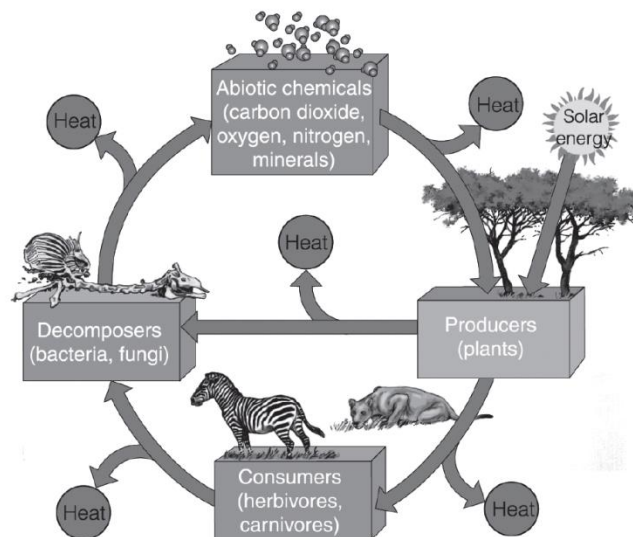 Abiotic chemicals
(carbon dioxide,
oxygen, nitrogen,
minerals)
Heat
Heat
Solar
energy
Heat
Decomposers
(bacteria, fungi)
Producers
(plants)
Consumers
(herbivores,
carnivores)
Heat
Heat